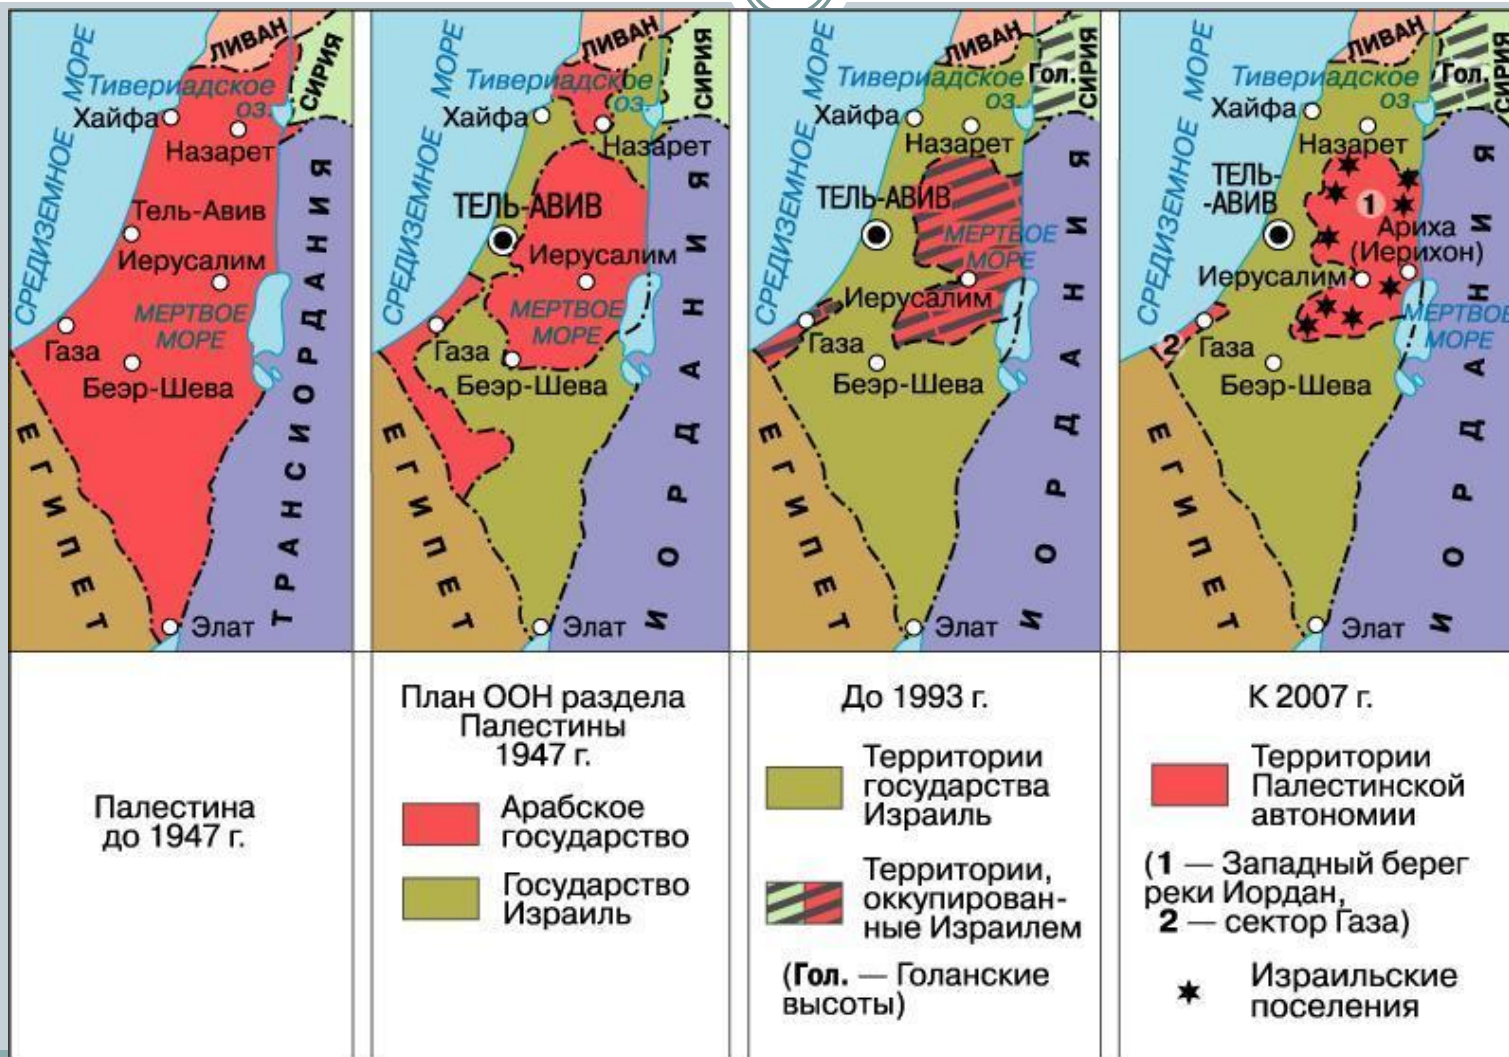 ЛИВАН
СИРИЯ
СРЕДИЗЕМНОЕ МОРЕ
Тивериадское
оз.
Хайфа
Назарет
Тель-Авив
Иерусалим
МЕРТВОЕ
МОРЕ
Газа
Беэр-Шева
ЕГИПЕТ
ТРАНСИОРДАНИЯ
Элат
Палестина
до 1947 г.
ЛИВАН
СИРИЯ
СРЕДИЗЕМНОЕ МОРЕ
Тивериадское
оз.
Хайфа
Назарет
ТЕЛЬ-АВИВ
Иерусалим
МЕРТВОЕ
МОРЕ
Газа
Беэр-Шева
ЕГИПЕТ
ИОРДАНИЯ
Элат
План ООН раздела
Палестины
1947 г.
Арабское
государство
Государство
Израиль
ЛИВАН
СИРИЯ
Гол.
СРЕДИЗЕМНОЕ МОРЕ
Тивериадское
оз.
Хайфа
Назарет
ТЕЛЬ-АВИВ
МЕРТВОЕ
МОРЕ
Иерусалим
Газа
Беэр-Шева
ЕГИПЕТ
ИОРДАНИЯ
Элат
До 1993 г.
Территории
государства
Израиль
Территории,
оккупирован-
ные Израилем
(Гол. — Голанские
высоты)
ЛИВАН
СИРИЯ
Гол.
СРЕДИЗЕМНОЕ МОРЕ
Тивериадское
оз.
Хайфа
Назарет
ТЕЛЬ-
-АВИВ
1
Ариха
(Иерихон)
Иерусалим
МЕРТВОЕ
МОРЕ
2
Газа
Беэр-Шева
ЕГИПЕТ
ИОРДАНИЯ
Элат
К 2007 г.
Территории
Палестинской
автономии
(1 — Западный берег
реки Иордан,
2 — сектор Газа)
Израильские
поселения